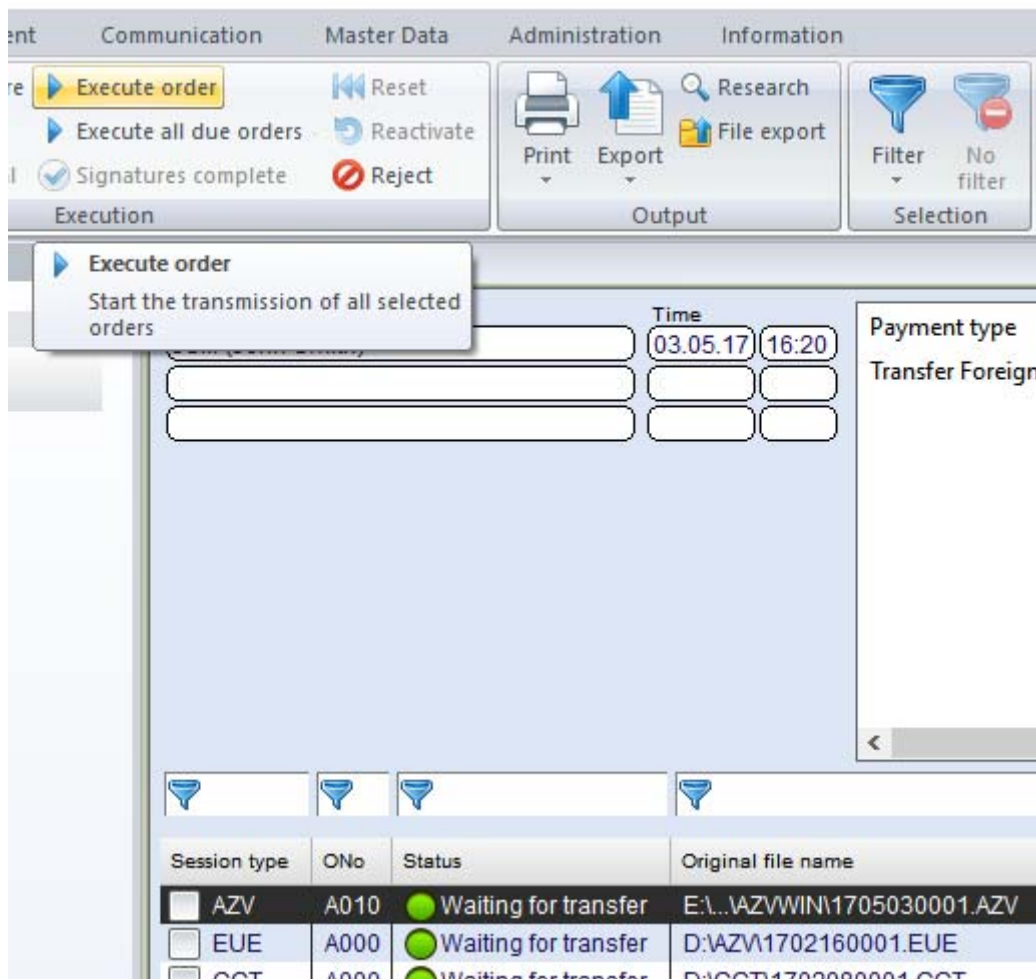 ent Communication Master Data Administration Information
re Execute order Reset Research
Execute all due orders Reactivate File export
Signatures complete Reject Print Export Filter No filter
Execution Output Selection
Execute order
Start the transmission of all selected
orders
Time
03.05.17 16:20 Payment type
Transfer Foreign
Session type ONo Status Original file name
AZV A010 Waiting for transfer E:\...\AZVWIN\1705030001.AZV
EUE A000 Waiting for transfer D:\AZV\1702160001.EUE